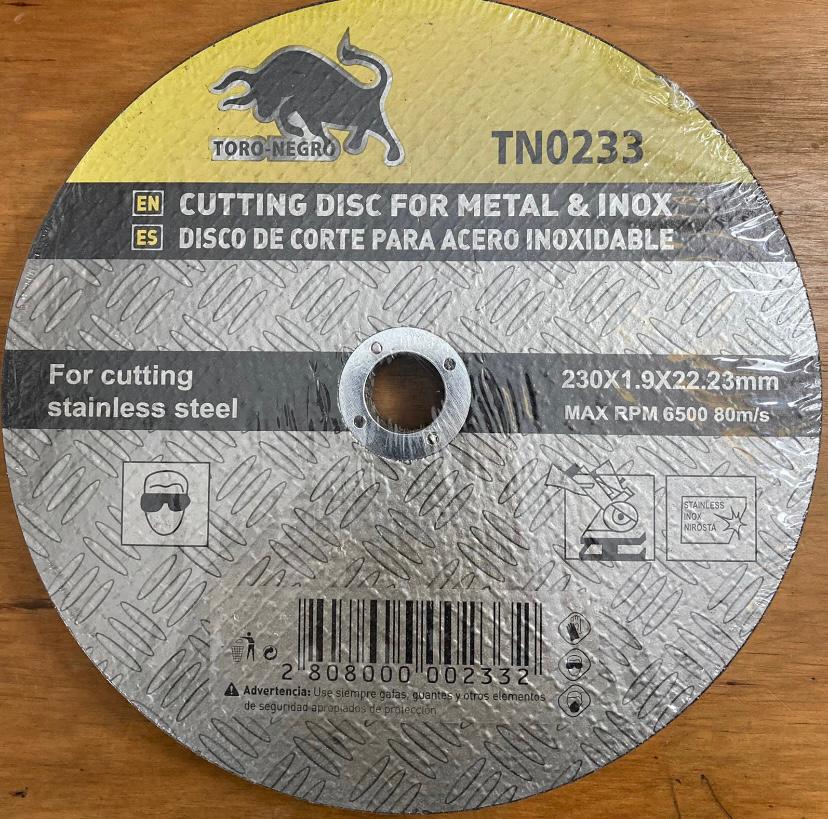 TORO-NEGRO
TN0233
EN CUTTING DISC FOR METAL & INOX
ES DISCO DE CORTE PARA ACERO INOXIDABLE
For cutting
stainless steel
230X1.9X22.23mm
MAX RPM 6500 80m/s
STAINLESS
INOX
NIROSTA
2 808000 002332
Advertencia: Use siempre gafas, guantes y otros elementos
de seguridad apropiados de protección